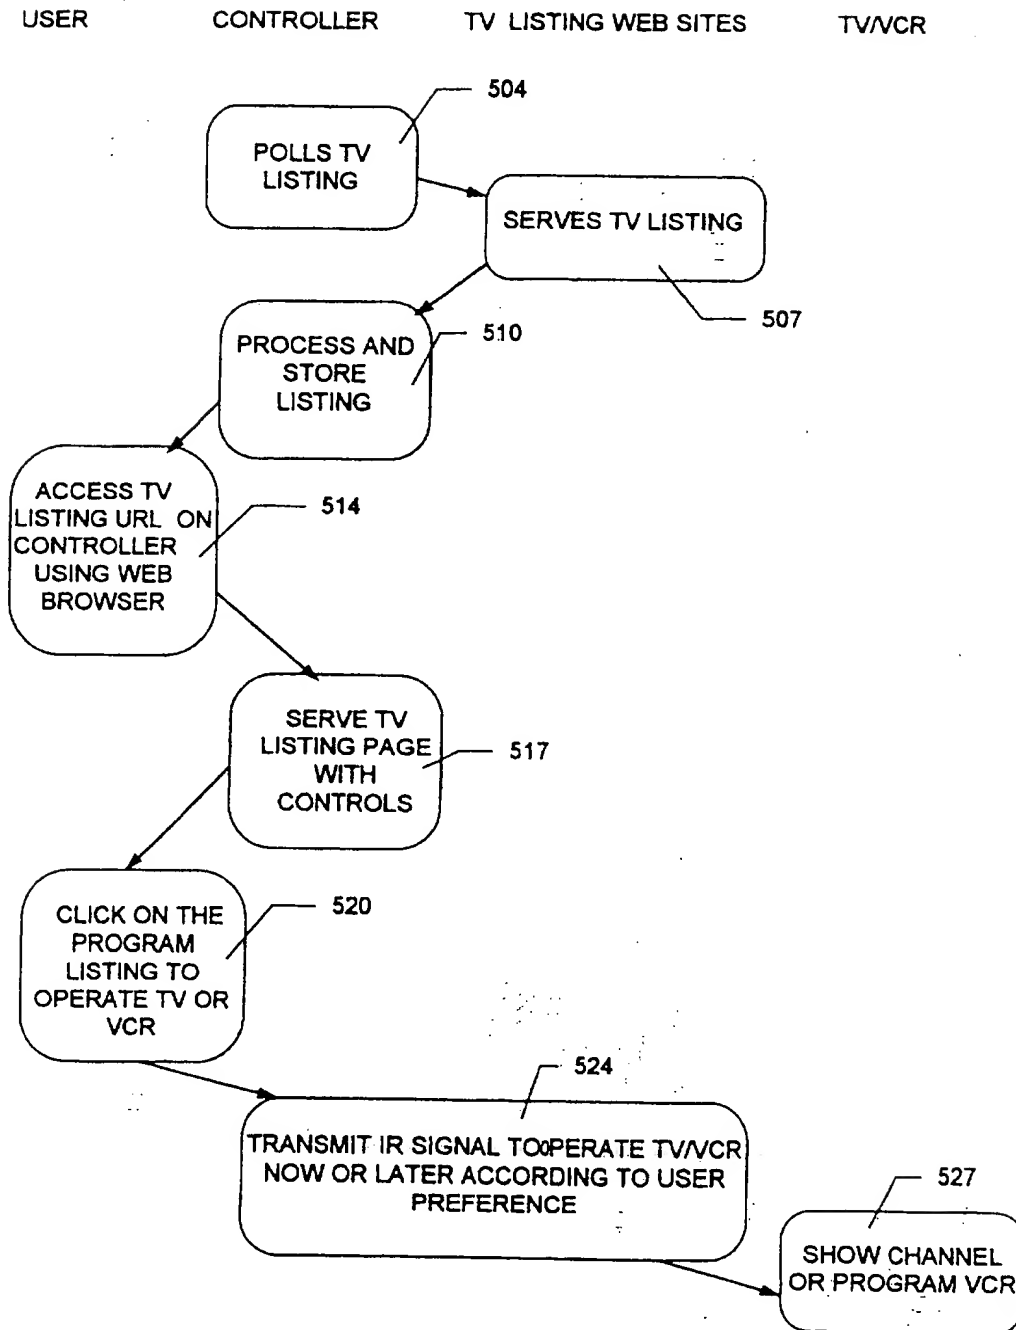 USER CONTROLLER TV LISTING WEB SITES TV/VCR
504
POLLS TV
LISTING
SERVES TV LISTING
507
510
PROCESS AND
STORE
LISTING
514
ACCESS TV
LISTING URL ON
CONTROLLER
USING WEB
BROWSER
SERVE TV
LISTING PAGE
WITH
CONTROLS
517
520
CLICK ON THE
PROGRAM
LISTING TO
OPERATE TV OR
VCR
524
TRANSMIT IR SIGNAL TO OPERATE TV/VCR
NOW OR LATER ACCORDING TO USER
PREFERENCE
527
SHOW CHANNEL
OR PROGRAM VCR